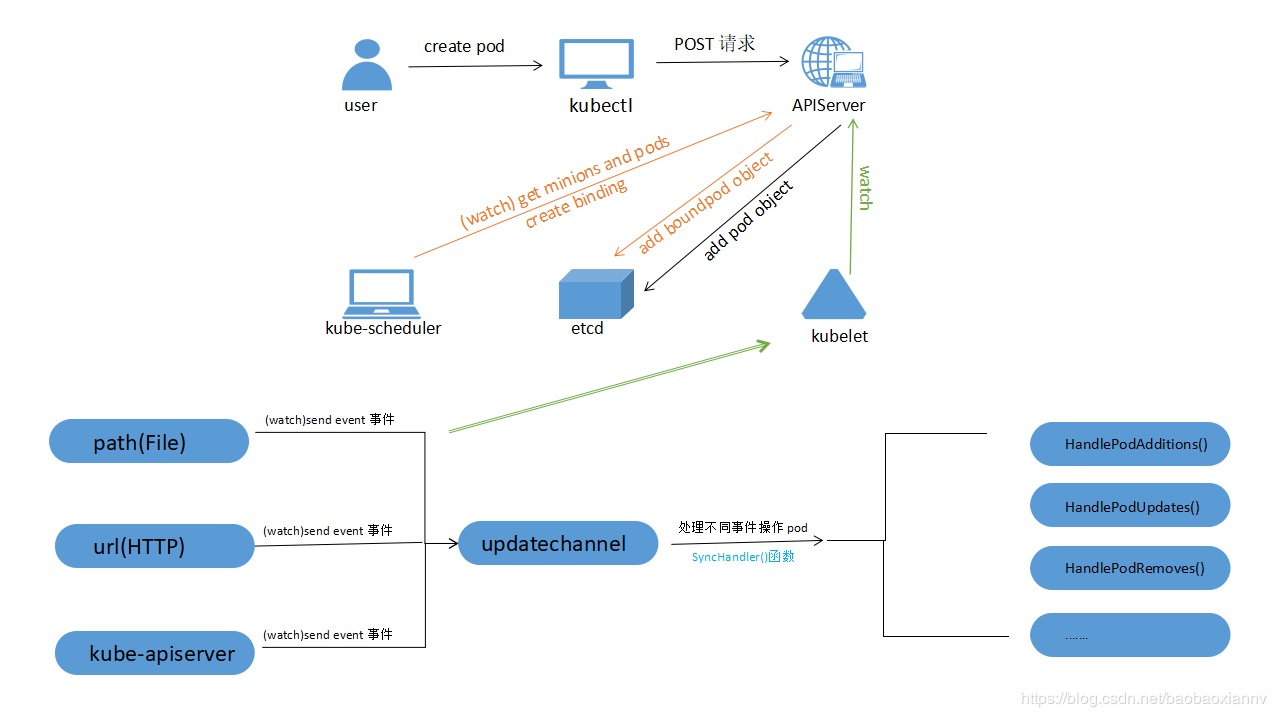 create pod
POST 请求
user
kubectl
APIServer
(watch) get minions and pods
create binding
add boundpod object
add pod object
watch
kube-scheduler
etcd
kubelet
path(File)
(watch)send event 事件
url(HTTP)
(watch)send event 事件
kube-apiserver
(watch)send event 事件
updatechannel
处理不同事件操作 pod
SyncHandler()函数
HandlePodAdditions()
HandlePodUpdates()
HandlePodRemoves()
.......
https://blog.csdn.net/baobaoxiannv